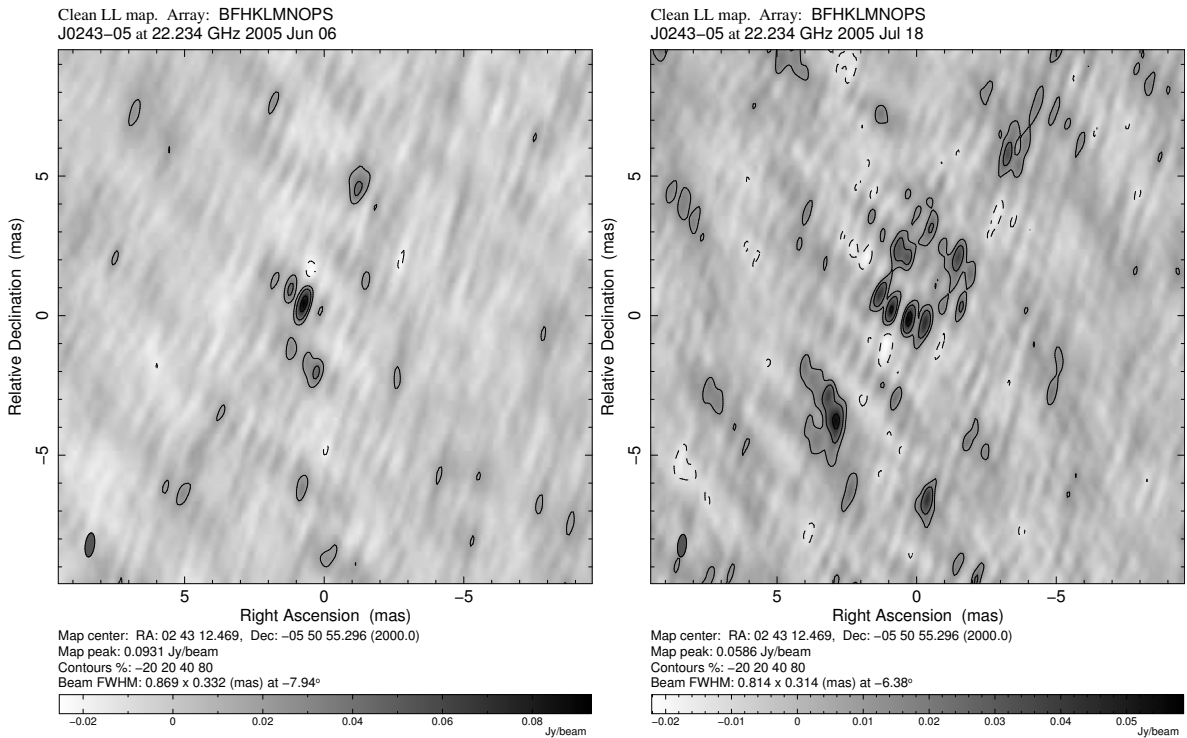 Clean LL map. Array: BFHKLMNOPS
J0243−05 at 22.234 GHz 2005 Jun 06
Relative Declination (mas)
5
0
−5
5
0
−5
Right Ascension (mas)
Map center: RA: 02 43 12.469, Dec: −05 50 55.296 (2000.0)
Map peak: 0.0931 Jy/beam
Contours %: −20 20 40 80
Beam FWHM: 0.869 x 0.332 (mas) at −7.94°
−0.02 0 0.02 0.04 0.06 0.08
Jy/beam
Clean LL map. Array: BFHKLMNOPS
J0243−05 at 22.234 GHz 2005 Jul 18
Relative Declination (mas)
5
0
−5
5
0
−5
Right Ascension (mas)
Map center: RA: 02 43 12.469, Dec: −05 50 55.296 (2000.0)
Map peak: 0.0586 Jy/beam
Contours %: −20 20 40 80
Beam FWHM: 0.814 x 0.314 (mas) at −6.38°
−0.02 −0.01 0 0.01 0.02 0.03 0.04 0.05
Jy/beam